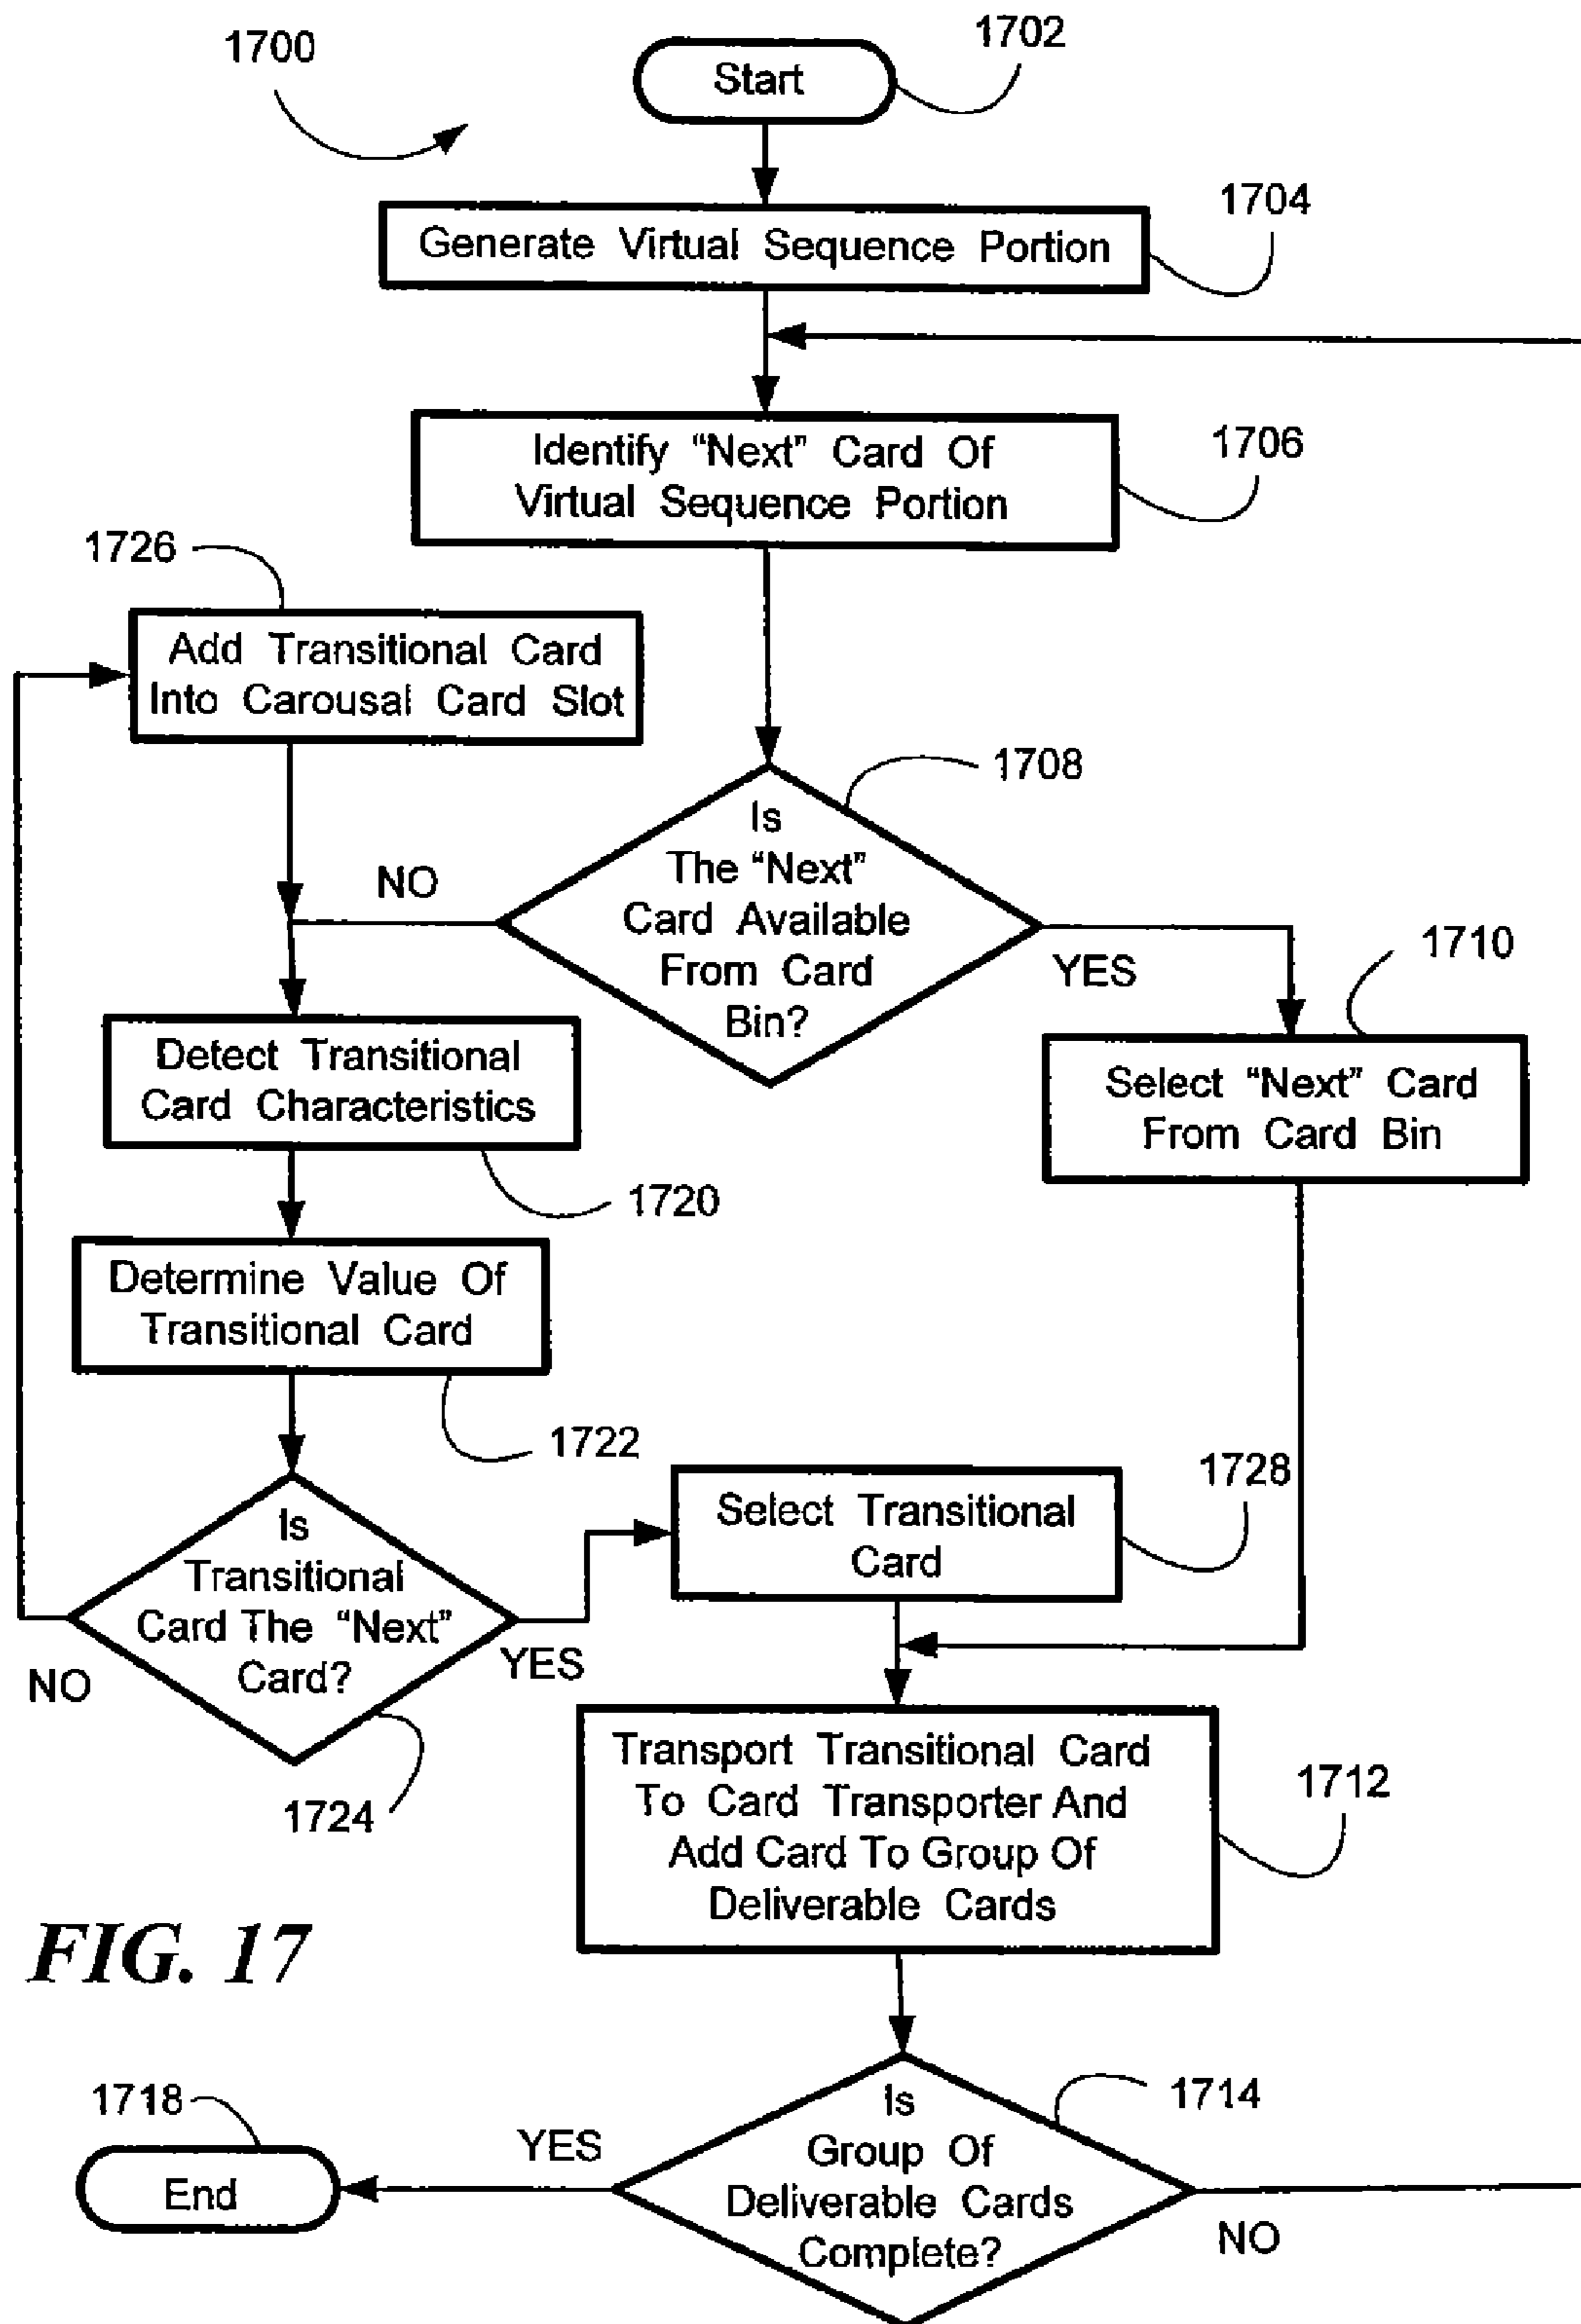 1700
Start
1702
Generate Virtual Sequence Portion
1704
Identify “Next” Card Of
Virtual Sequence Portion
1706
1726
Add Transitional Card
Into Carousal Card Slot
Is
The “Next”
Card Available
From Card
Bin?
1708
NO
YES
1710
Select “Next” Card
From Card Bin
Detect Transitional
Card Characteristics
1720
Determine Value Of
Transitional Card
1722
Is
Transitional
Card The “Next”
Card?
NO
YES
1724
Select Transitional
Card
1728
Transport Transitional Card
To Card Transporter And
Add Card To Group Of
Deliverable Cards
1712
FIG. 17
Is
Group Of
Deliverable Cards
Complete?
1714
YES
NO
1718
End